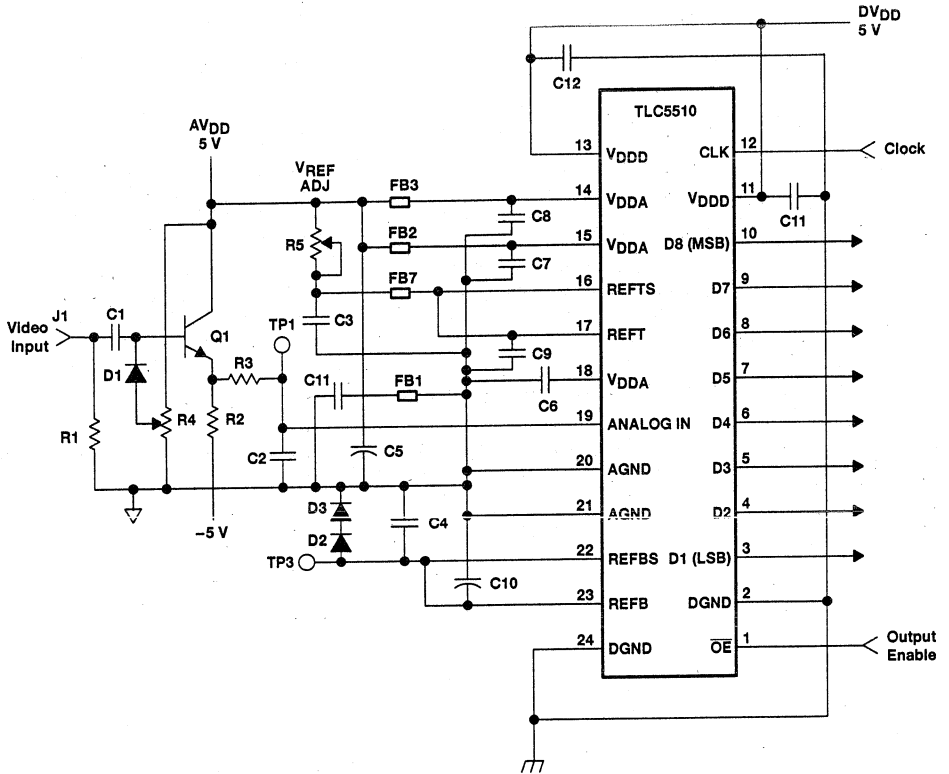 DVDD
5 V
C12
TLC5510
AVDD
5 V
13
VDDD
CLK
12
Clock
VREF
ADJ
FB3
14
VDDA
VDDD
11
C8
C11
R5
FB2
15
VDDA
D8 (MSB)
10
C7
FB7
16
REFTS
D7
9
J1
C1
Video
Input
Q1
TP1
C3
17
REFT
D6
8
C9
D1
R3
C11
FB1
18
VDDA
D5
7
C6
R1
R4
R2
19
ANALOG IN
D4
6
C2
C5
20
AGND
D3
5
–5 V
D3
D2
C4
21
AGND
D2
4
TP3
22
REFBS
D1 (LSB)
3
C10
23
REFB
DGND
2
24
DGND
OE
1
Output
Enable